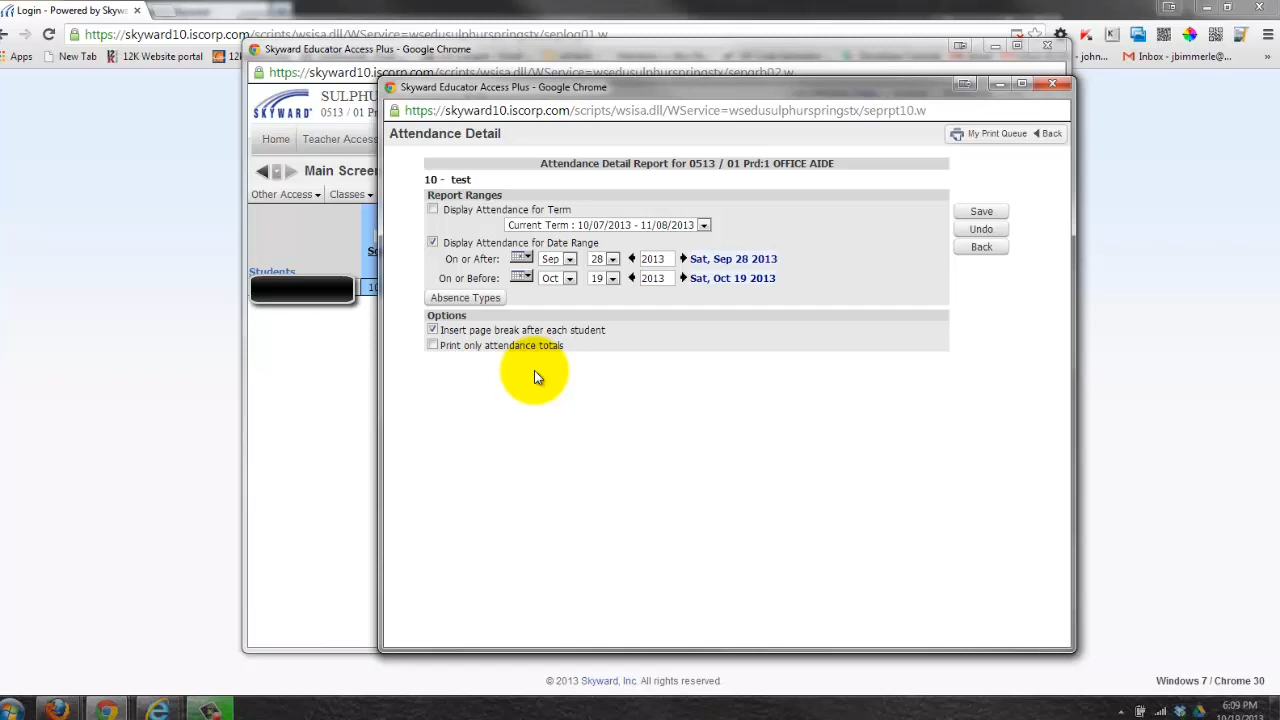 Login - Powered by Skyw
https://skyward10.iscorp.com/scripts/wsisa.dll/WService=wsedusulphurspringstx/seplog01.w
Apps
New Tab
12K Website portal
- john...
Inbox - jbimmerle@...
»
Skyward Educator Access Plus - Google Chrome
https://skyward10.iscorp.com/scripts/wsisa.dll/WService=wsedusulphurspringstx/sepgrb02.w
SKYWARD
SULPHU
0513 / 01 Pr
Home
Teacher Access
Main Screen
Other Access
Classes
Students
10
Skyward Educator Access Plus - Google Chrome
https://skyward10.iscorp.com/scripts/wsisa.dll/WService=wsedusulphurspringstx/seprpt10.w
Attendance Detail
My Print Queue
Back
Attendance Detail Report for 0513 / 01 Prd:1 OFFICE AIDE
10 - test
Report Ranges
Display Attendance for Term
Current Term : 10/07/2013 - 11/08/2013
Display Attendance for Date Range
On or After: Sep 28 2013 Sat, Sep 28 2013
On or Before: Oct 19 2013 Sat, Oct 19 2013
Absence Types
Options
Insert page break after each student
Print only attendance totals
Save
Undo
Back
© 2013 Skyward, Inc. All rights reserved.
Windows 7 / Chrome 30
6:09 PM
10/19/2013